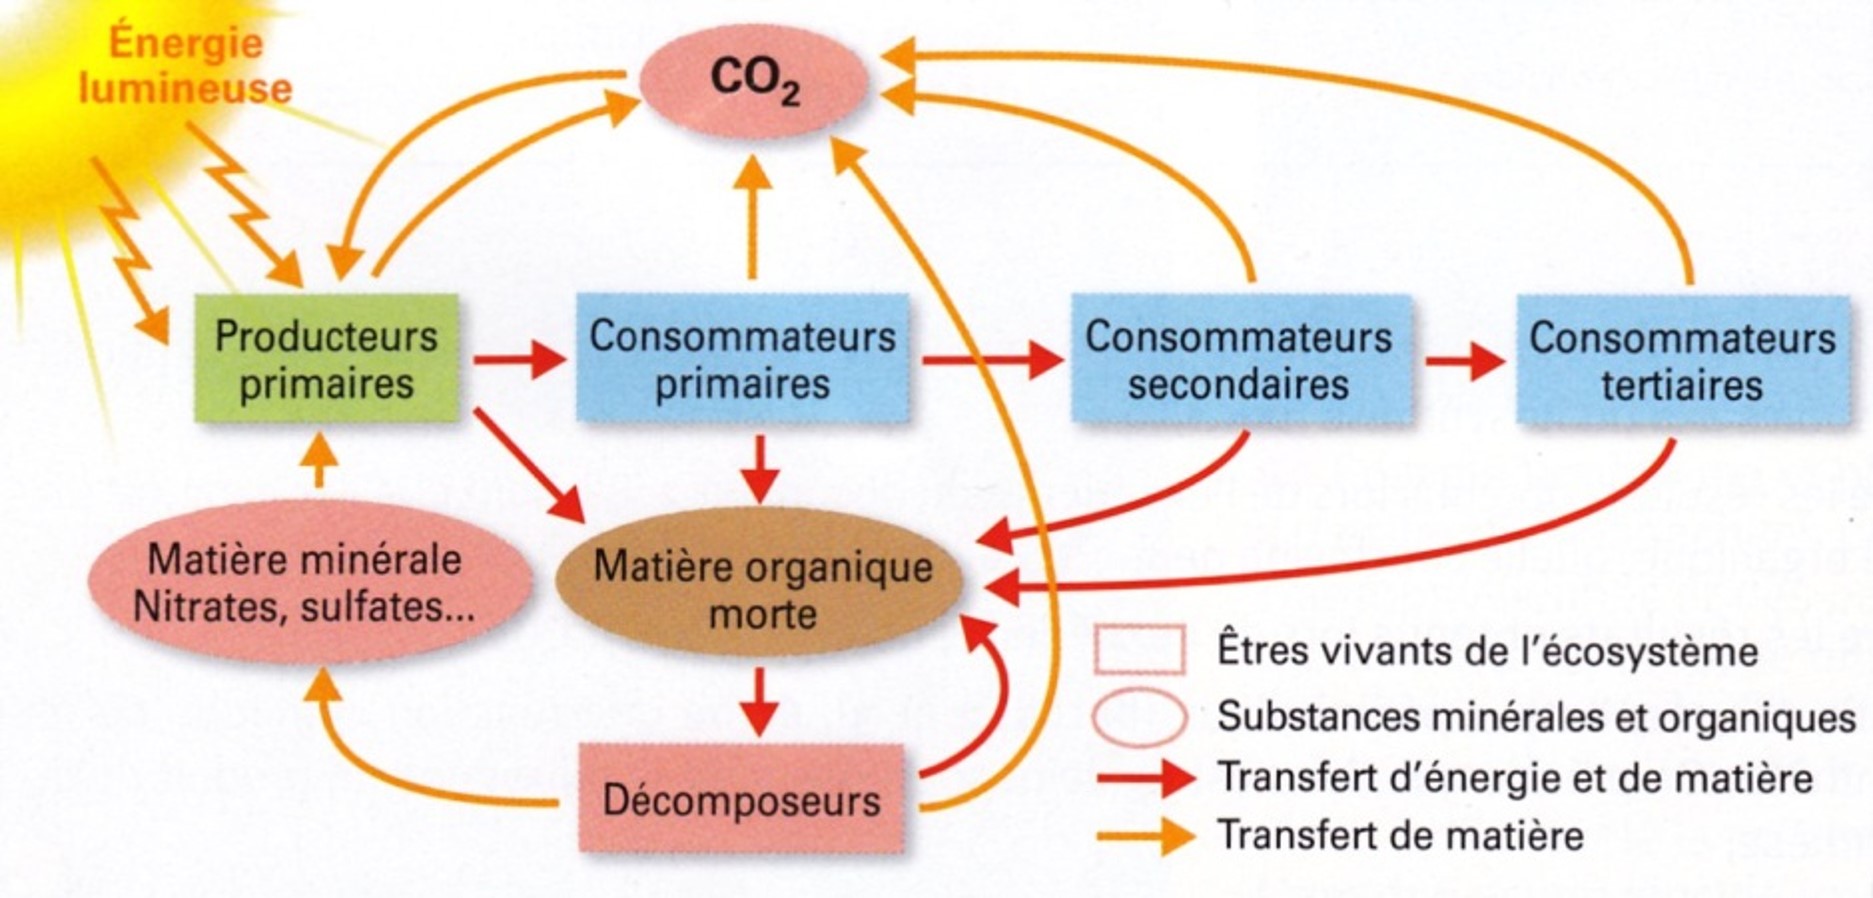 Énergie
lumineuse
CO₂
Producteurs
primaires
Consommateurs
primaires
Consommateurs
secondaires
Consommateurs
tertiaires
Matière minérale
Nitrates, sulfates...
Matière organique
morte
Décomposeurs
Êtres vivants de l'écosystème
Substances minérales et organiques
Transfert d'énergie et de matière
Transfert de matière